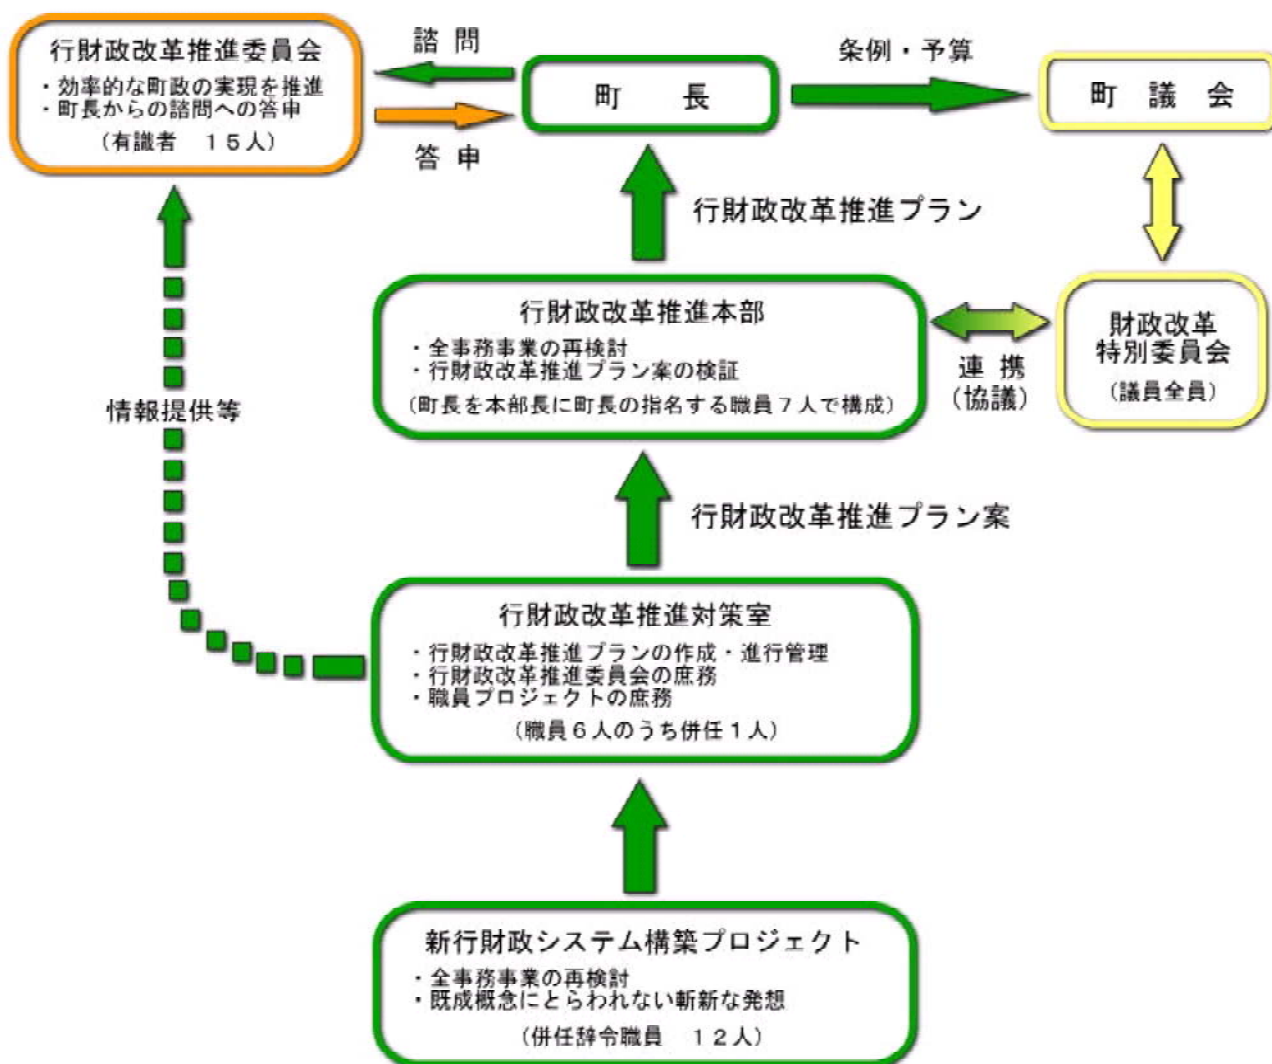 行財政改革推進委員会
・効率的な町政の実現を推進
・町長からの諮問への答申
(有識者　１５人)
諮 問
答 申
町　長
条例・予算
町 議 会
行財政改革推進プラン
行財政改革推進本部
・全事務事業の再検討
・行財政改革推進プラン案の検証
(町長を本部長に町長の指名する職員７人で構成)
連 携
(協議)
財政改革
特別委員会
(議員全員)
情報提供等
行財政改革推進プラン案
行財政改革推進対策室
・行財政改革推進プランの作成・進行管理
・行財政改革推進委員会の庶務
・職員プロジェクトの庶務
(職員６人のうち併任１人)
新行財政システム構築プロジェクト
・全事務事業の再検討
・既成概念にとらわれない斬新な発想
(併任辞令職員　１２人)